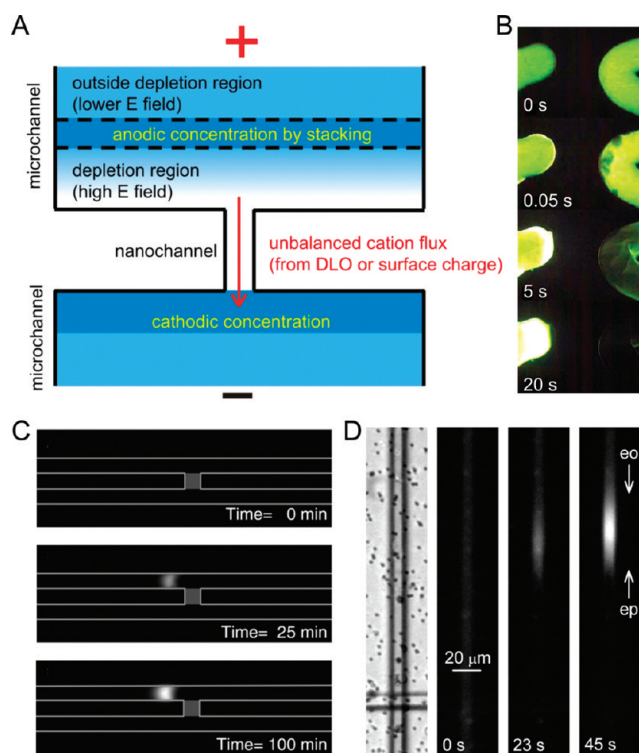 A
+
outside depletion region
(lower E field)
anodic concentration by stacking
depletion region
(high E field)
microchannel
nanochannel
unbalanced cation flux
(from DLO or surface charge)
cathodic concentration
microchannel
−
B
0 s
0.05 s
5 s
20 s
C
Time= 0 min
Time= 25 min
Time= 100 min
D
eo
ep
20 μm
0 s
23 s
45 s